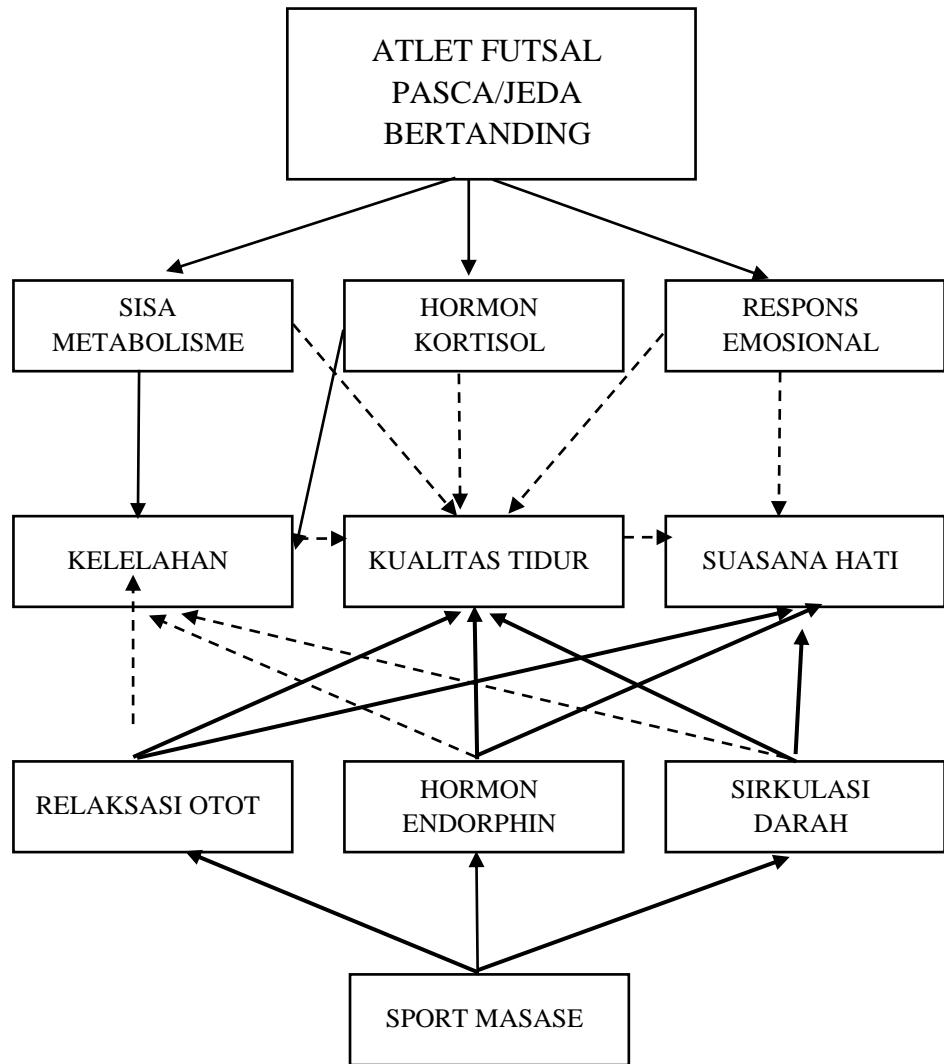 ATLET FUTSAL
PASCA/JEDA
BERTANDING
SISA
METABOLISME
HORMON
KORTISOL
RESPONS
EMOSIONAL
KELELAHAN
KUALITAS TIDUR
SUASANA HATI
RELAKSASI OTOT
HORMON
ENDORPHIN
SIRKULASI
DARAH
SPORT MASASE